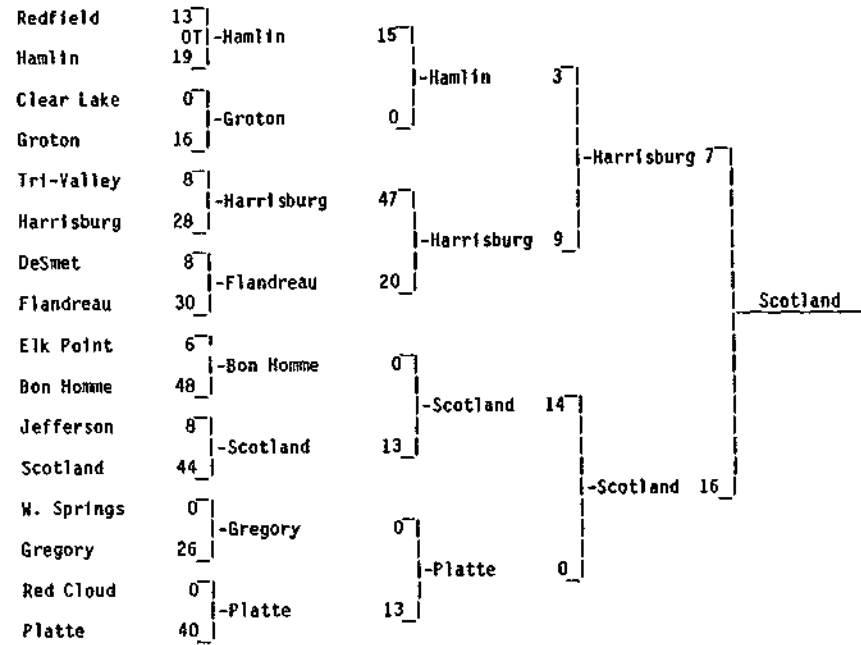 Redfield 13
OT -Hamlin 15
Hamlin 19
-Hamlin 3
Clear Lake 0
-Groton 0
Groton 16
-Harrisburg 7
Tri-Valley 8
-Harrisburg 47
Harrisburg 28
-Harrisburg 9
DeSmet 8
-Flandreau 20
Flandreau 30
Scotland
Elk Point 6
-Bon Homme 0
Bon Homme 48
-Scotland 14
Jefferson 8
-Scotland 13
Scotland 44
-Scotland 16
W. Springs 0
-Gregory 0
Gregory 26
-Platte 0
Red Cloud 0
-Platte 13
Platte 40